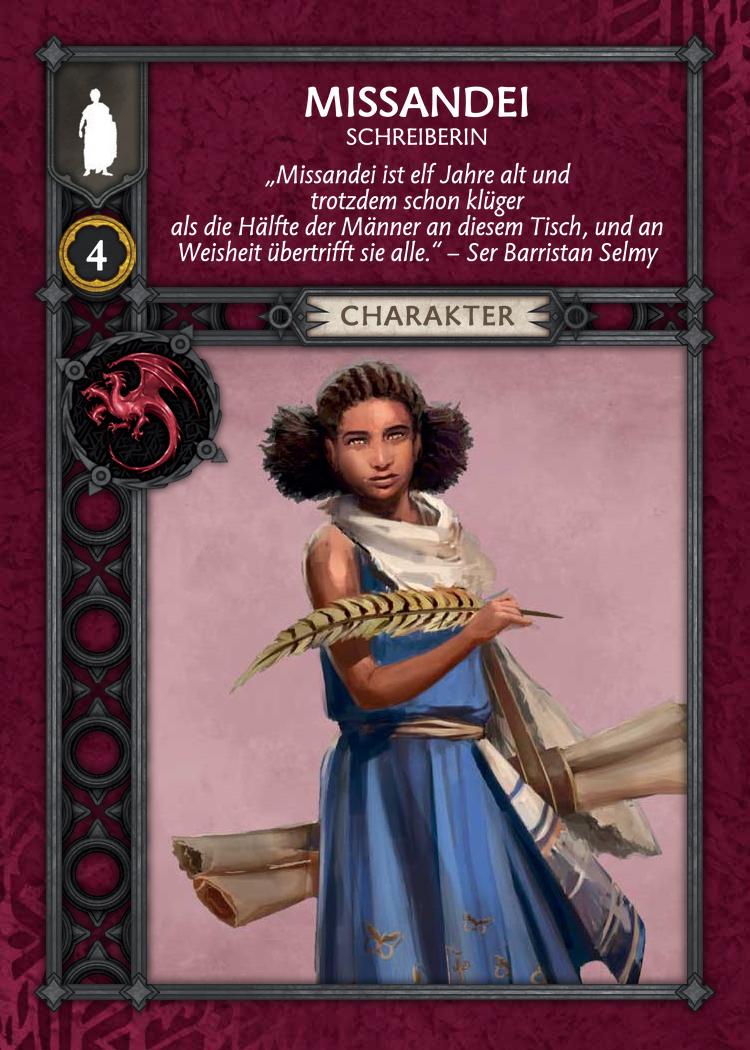 MISSANDEI
SCHREIBERIN
„Missandei ist elf Jahre alt und
trotzdem schon klüger
als die Hälfte der Männer an diesem Tisch, und an
Weisheit übertrifft sie alle.“ – Ser Barristan Selmy
4
CHARAKTER